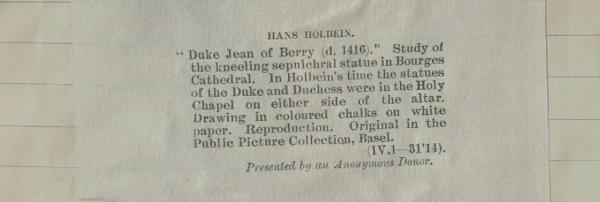 HANS HOLBEIN.
"Duke Jean of Berry (d. 1416)." Study of
the kneeling sepulchral statue in Bourges
Cathedral. In Holbein's time the statues
of the Duke and Duchess were in the Holy
Chapel on either side of the altar.
Drawing in coloured chalks on white
paper. Reproduction. Original in the
Public Picture Collection, Basel.
(IV.1—31'14).
Presented by an Anonymous Donor.